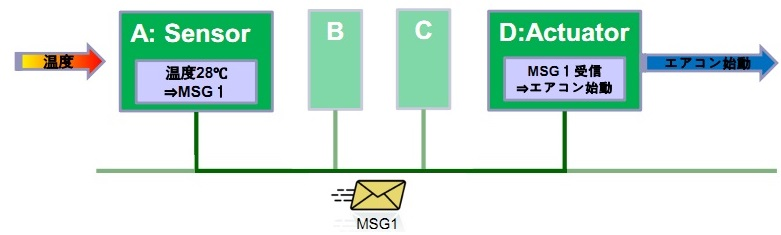 温度
A: Sensor
温度28℃
⇒MSG1
B
C
D:Actuator
MSG1受信
⇒エアコン始動
エアコン始動
MSG1